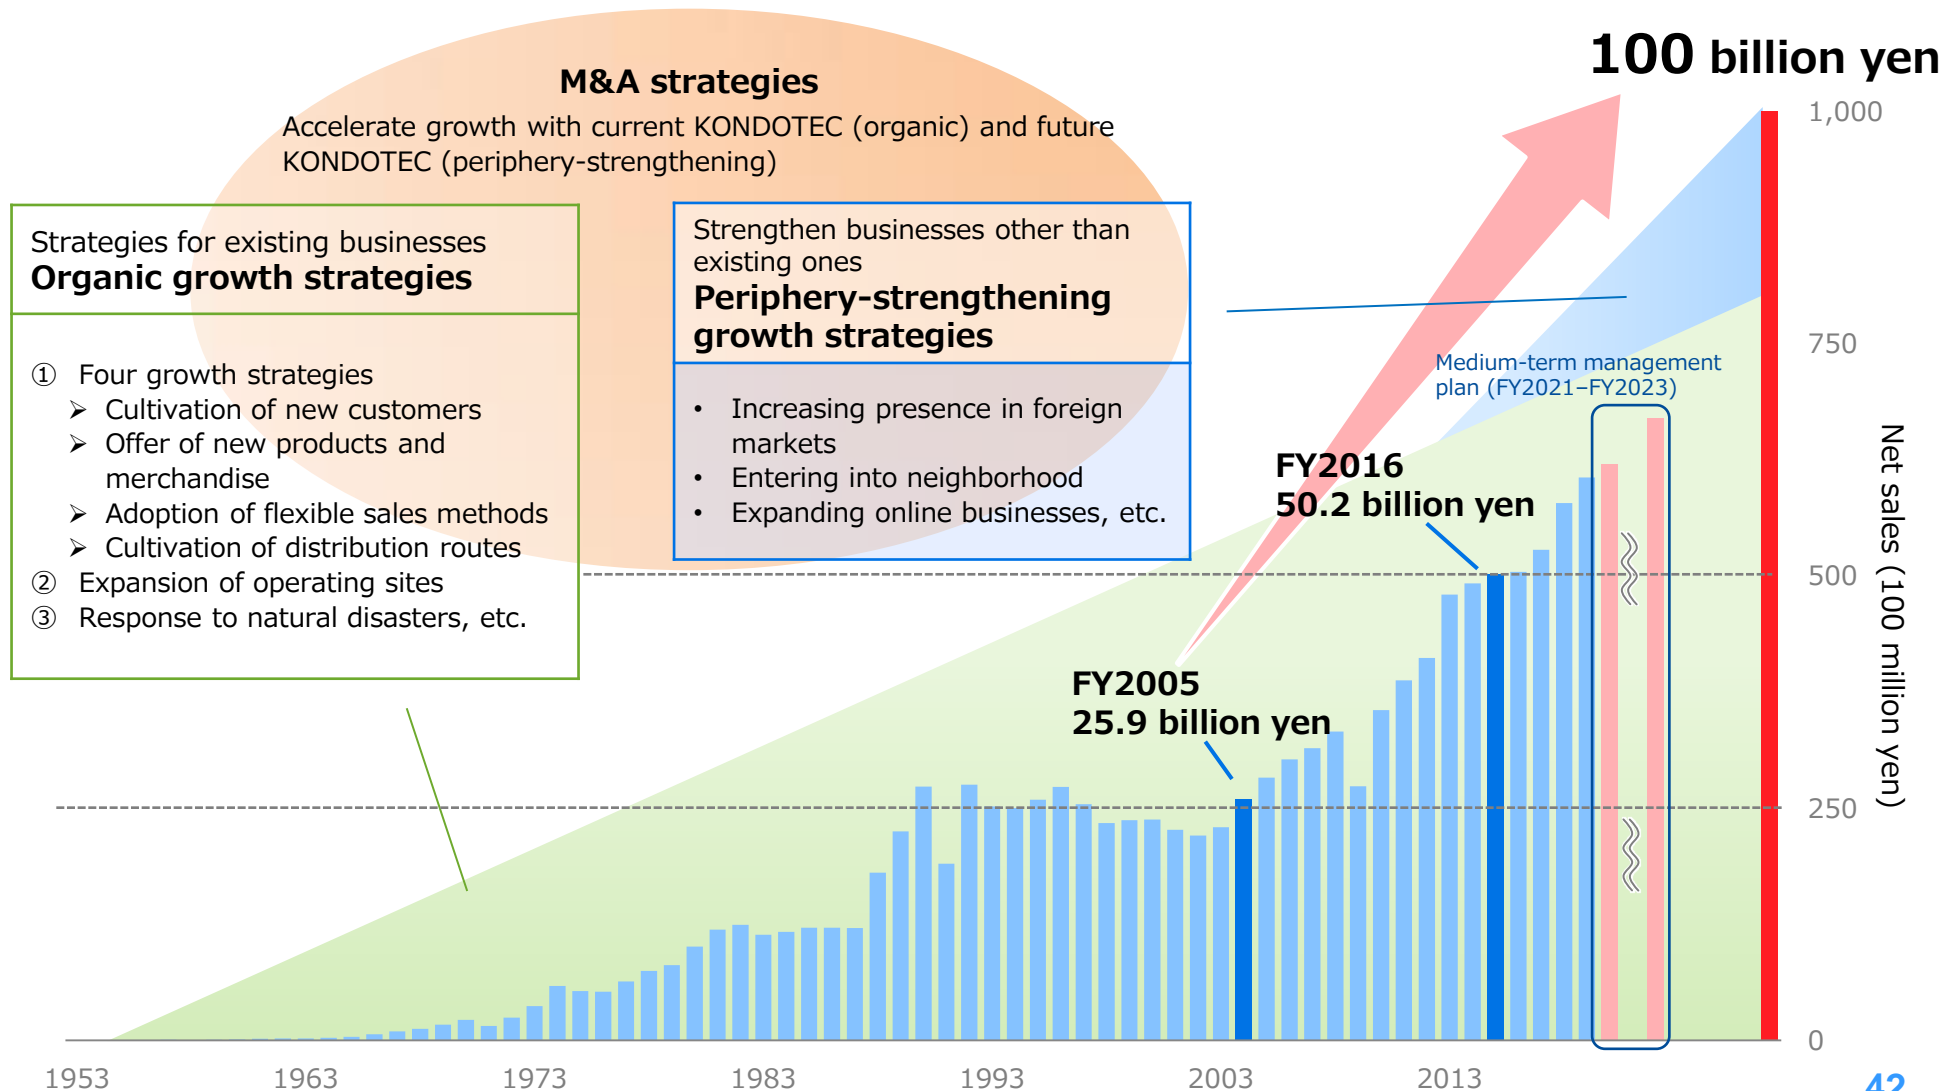 100 billion yen
M&A strategies
Accelerate growth with current KONDOTEC (organic) and future
KONDOTEC (periphery-strengthening)
Strategies for existing businesses
Organic growth strategies
① Four growth strategies
➢ Cultivation of new customers
➢ Offer of new products and
merchandise
➢ Adoption of flexible sales methods
➢ Cultivation of distribution routes
② Expansion of operating sites
③ Response to natural disasters, etc.
Strengthen businesses other than
existing ones
Periphery-strengthening
growth strategies
• Increasing presence in foreign
markets
• Entering into neighborhood
• Expanding online businesses, etc.
Medium-term management
plan (FY2021–FY2023)
FY2016
50.2 billion yen
FY2005
25.9 billion yen
1,000
750
500
250
0
Net sales (100 million yen)
1953
1963
1973
1983
1993
2003
2013
42